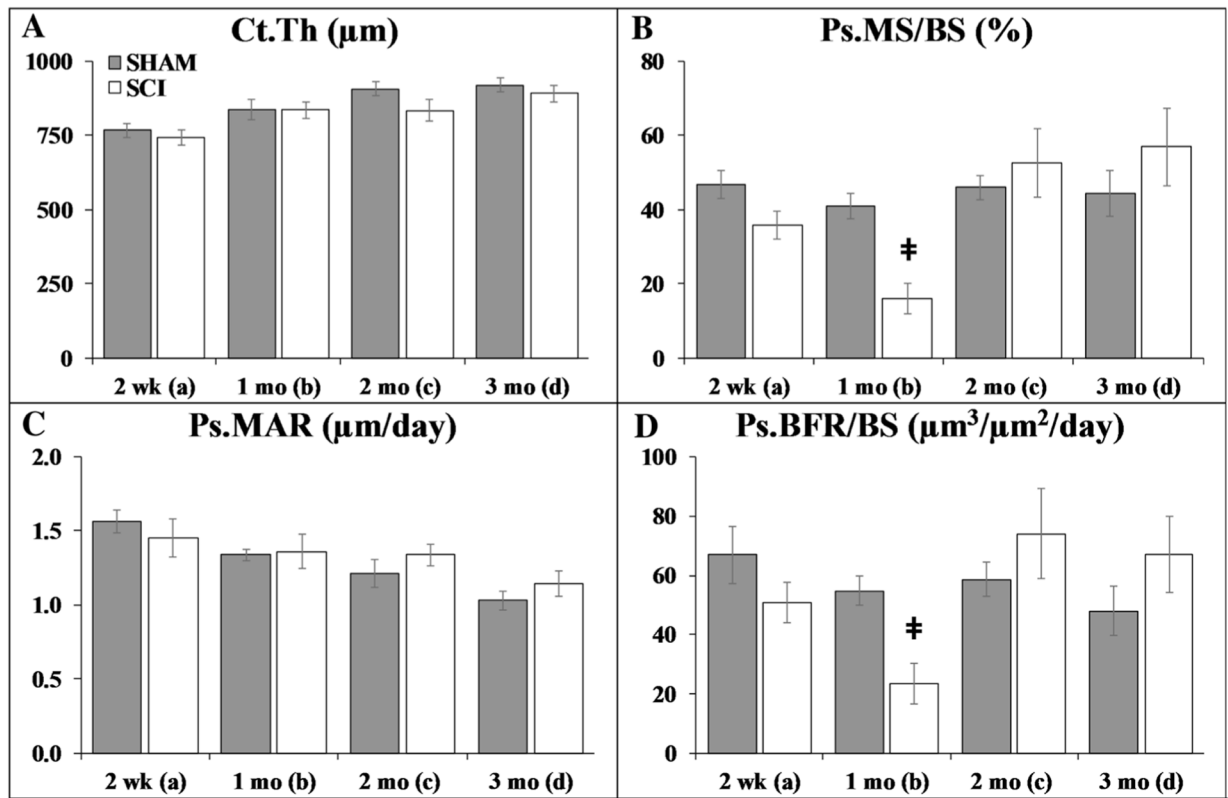 A
Ct.Th (μm)
1000
750
500
250
0
SHAM
SCI
2 wk (a) 1 mo (b) 2 mo (c) 3 mo (d)
B
Ps.MS/BS (%)
80
60
40
20
0
‡
2 wk (a) 1 mo (b) 2 mo (c) 3 mo (d)
C
Ps.MAR (μm/day)
2.0
1.5
1.0
0.5
0.0
2 wk (a) 1 mo (b) 2 mo (c) 3 mo (d)
D
Ps.BFR/BS (μm³/μm²/day)
100
80
60
40
20
0
‡
2 wk (a) 1 mo (b) 2 mo (c) 3 mo (d)